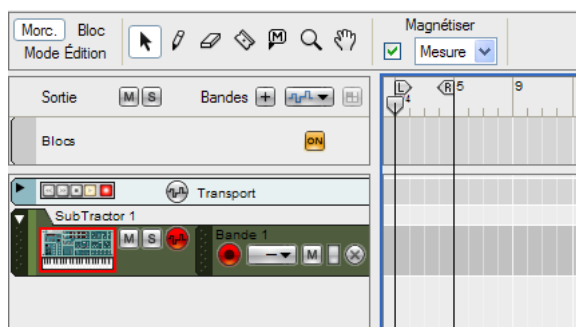 Morc. Bloc
Mode Édition
M
Magnétiser
Mesure
Sortie M S Bandes +
L R 5 9
4
Blocs ON
Transport
SubTractor 1
M S Bande 1
M